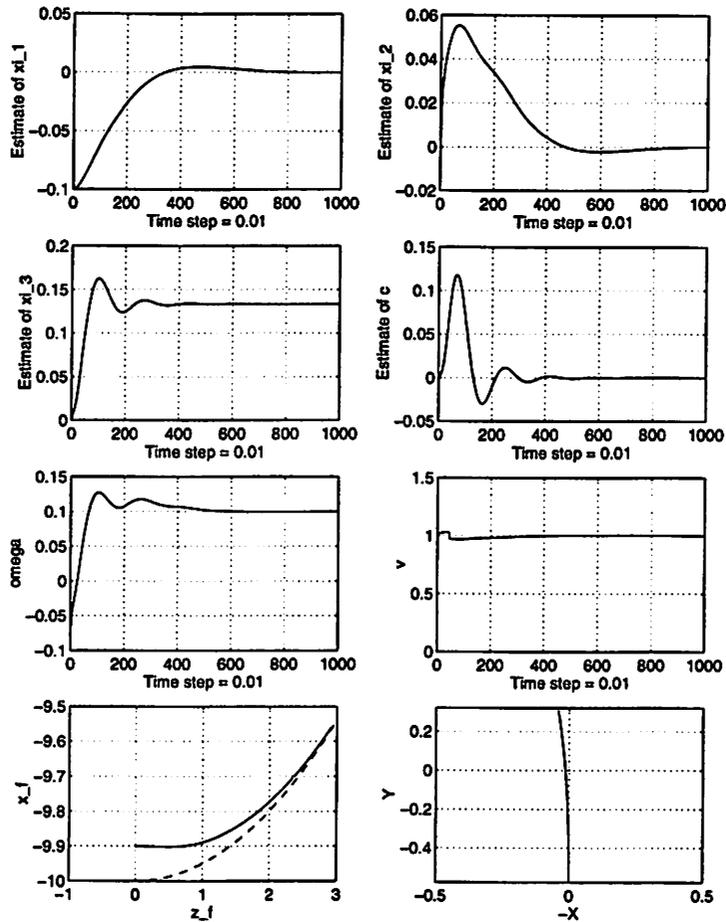 0.05
0
-0.05
-0.1
0 200 400 600 800 1000
Time step = 0.01
Estimate of xi_1
0.06
0.04
0.02
0
-0.02
0 200 400 600 800 1000
Time step = 0.01
Estimate of xi_2
0.2
0.15
0.1
0.05
0
0 200 400 600 800 1000
Time step = 0.01
Estimate of xi_3
0.15
0.1
0.05
0
-0.05
0 200 400 600 800 1000
Time step = 0.01
Estimate of c
0.15
0.1
0.05
0
-0.05
-0.1
0 200 400 600 800 1000
Time step = 0.01
omega
1.5
1
0.5
0
0 200 400 600 800 1000
Time step = 0.01
v
-9.5
-9.6
-9.7
-9.8
-9.9
-10
-1 0 1 2 3
z_f
x_f
0.2
0
-0.2
-0.4
-0.5 0 0.5
-X
Y